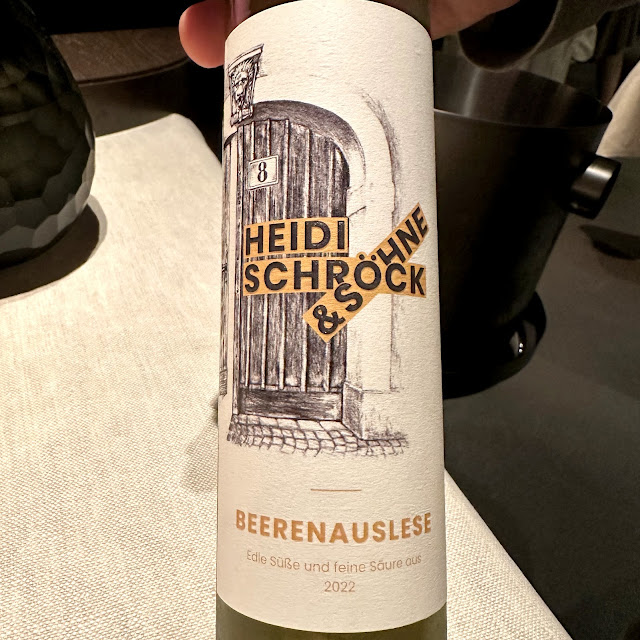 8
HEIDI
SCHRÖCK
& SÖHNE
BEERENAUSLESE
Edle Süße und feine Säure aus
2022